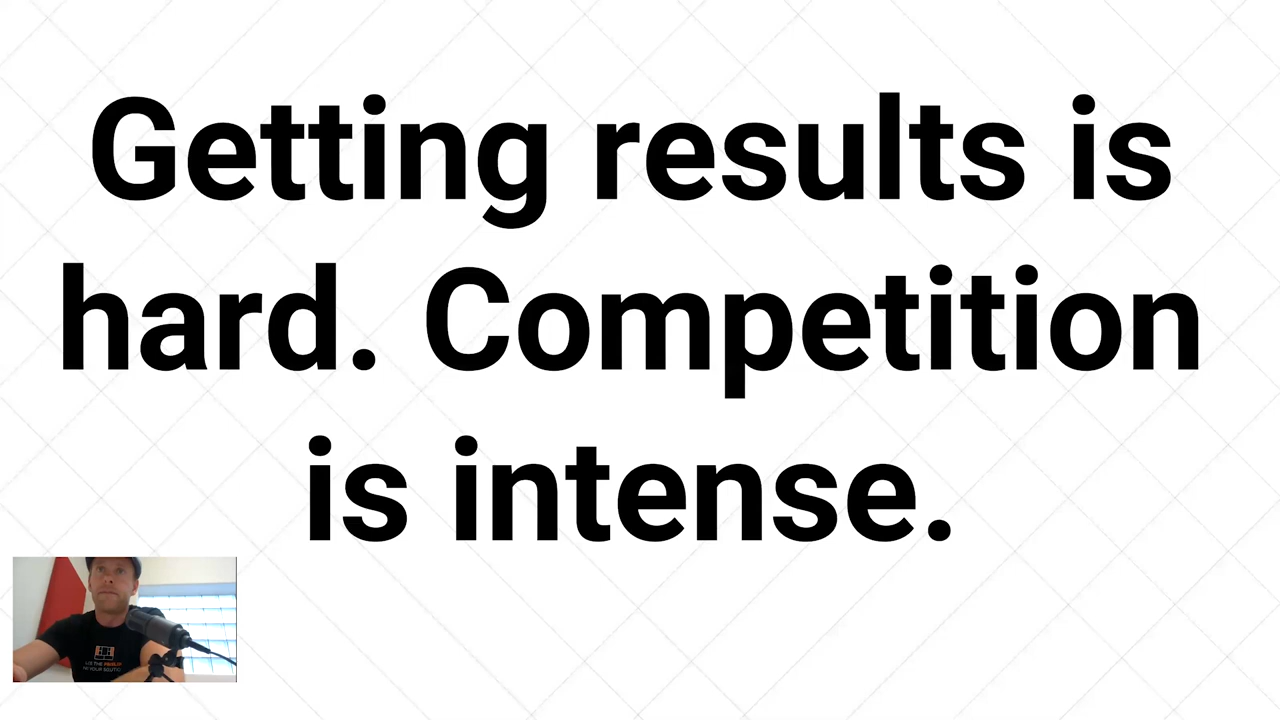 Getting results is
hard. Competition
is intense.